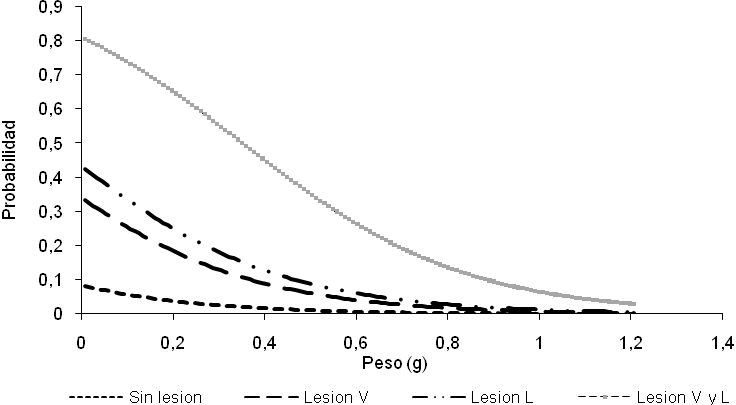 0,9
0,8
0,7
0,6
0,5
0,4
0,3
0,2
0,1
0
Probabilidad
0 0,2 0,4 0,6 0,8 1 1,2 1,4
Peso (g)
Sin lesion Lesion V Lesion L Lesion V y L